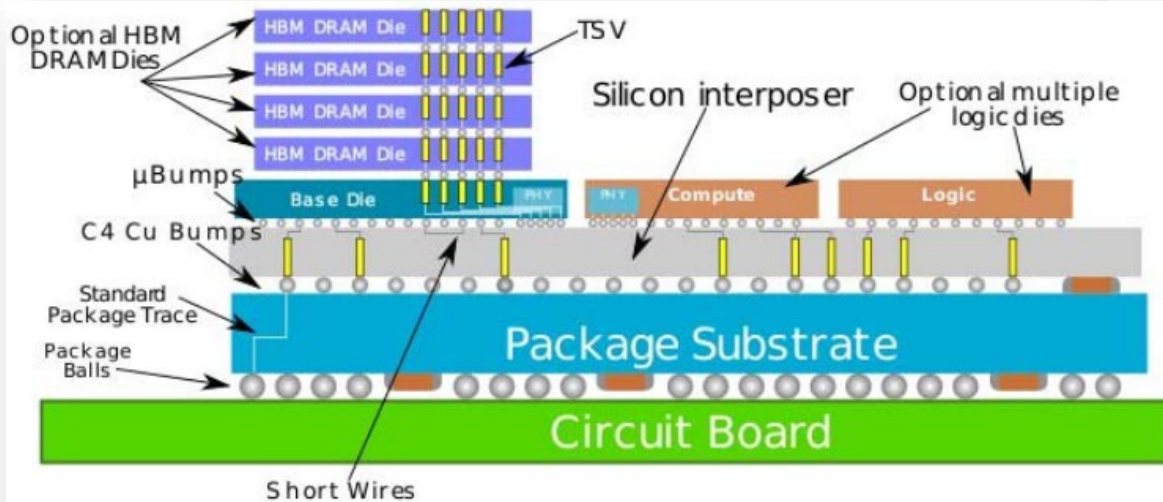 Optional HBM
DRAM Dies
HBM DRAM Die
HBM DRAM Die
HBM DRAM Die
HBM DRAM Die
TSV
Silicon interposer
Optional multiple
logic dies
μBumps
Base Die
PHY
PHY
Compute
Logic
C4 Cu Bumps
Standard
Package Trace
Package
Balls
Package Substrate
Circuit Board
Short Wires